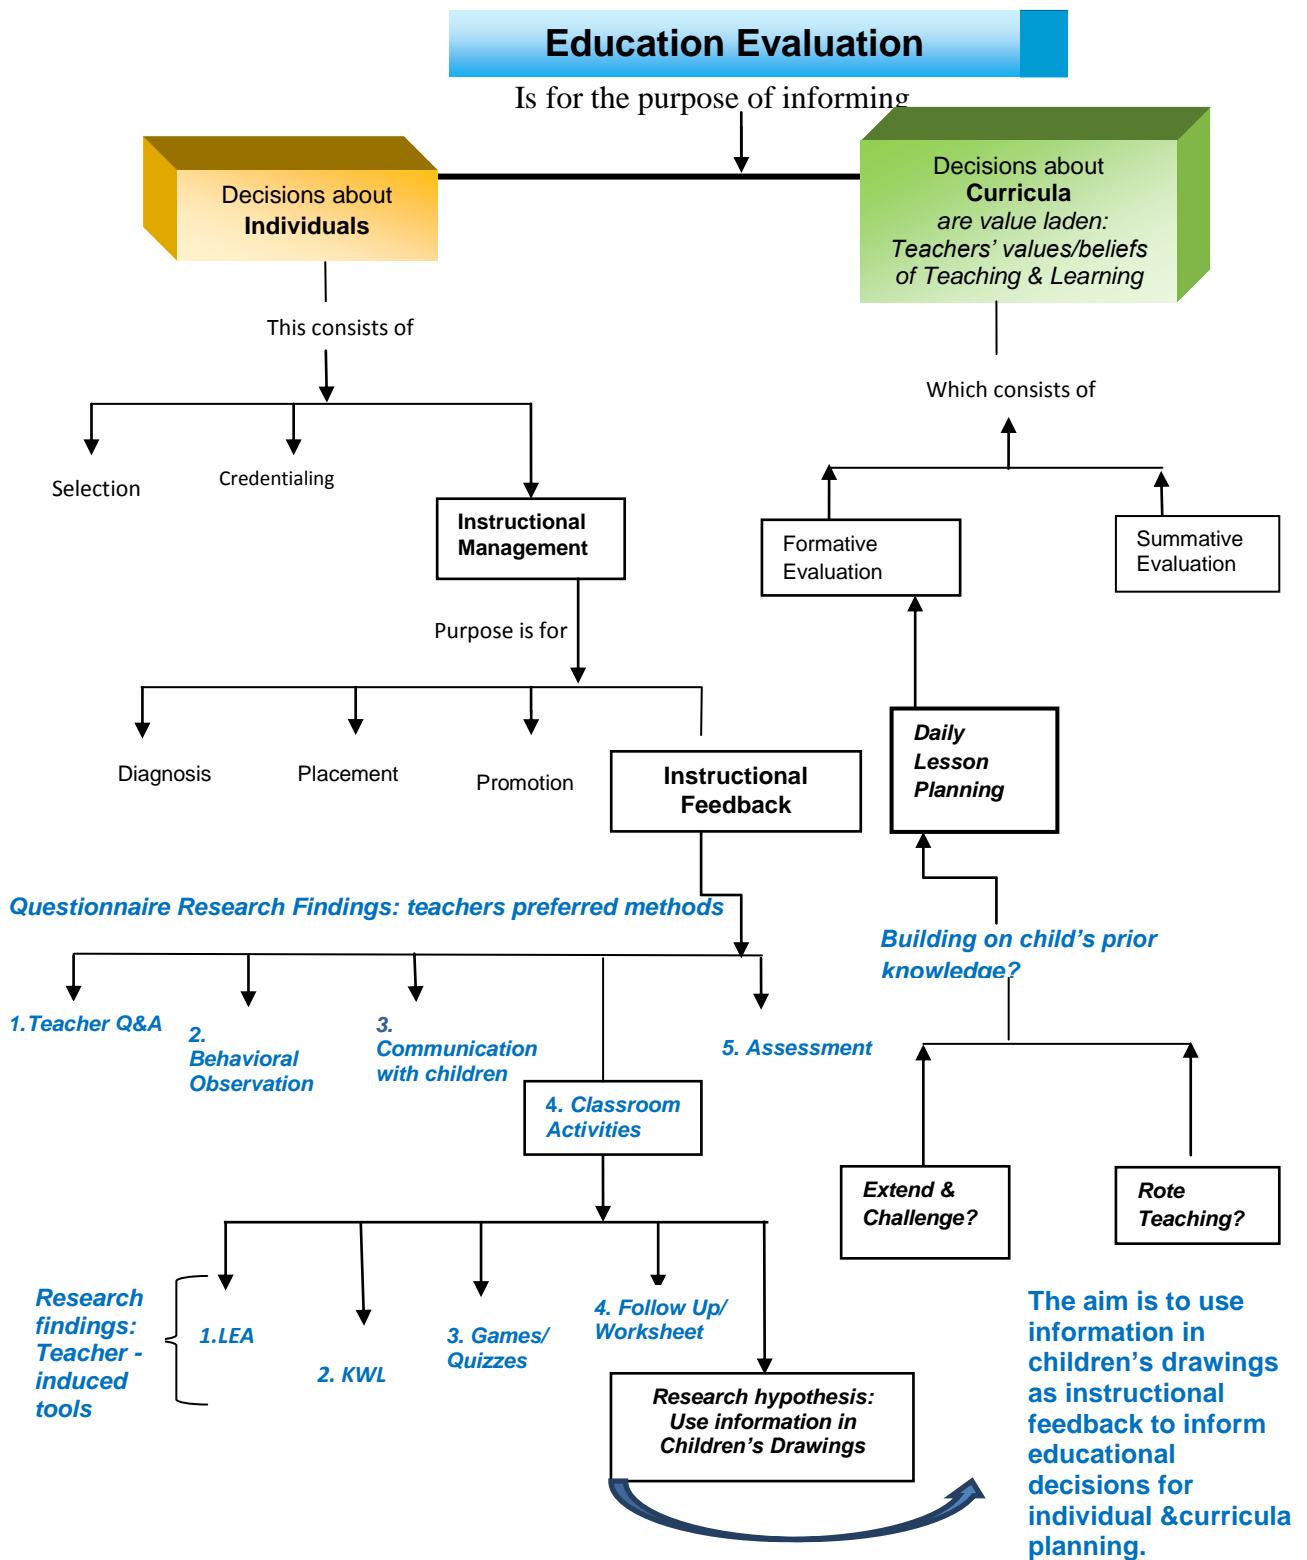 Education Evaluation
Is for the purpose of informing
Decisions about
Individuals
Decisions about
Curricula
are value laden:
Teachers’ values/beliefs
of Teaching & Learning
This consists of
Which consists of
Selection
Credentialing
Instructional
Management
Formative
Evaluation
Summative
Evaluation
Purpose is for
Diagnosis
Placement
Promotion
Instructional
Feedback
Daily
Lesson
Planning
Questionnaire Research Findings: teachers preferred methods
Building on child’s prior
knowledge?
1.Teacher Q&A
2.
Behavioral
Observation
3.
Communication
with children
4. Classroom
Activities
5. Assessment
Extend &
Challenge?
Rote
Teaching?
Research
findings:
Teacher -
induced
tools
1.LEA
2. KWL
3. Games/
Quizzes
4. Follow Up/
Worksheet
Research hypothesis:
Use information in
Children’s Drawings
The aim is to use
information in
children’s drawings
as instructional
feedback to inform
educational
decisions for
individual &curricula
planning.